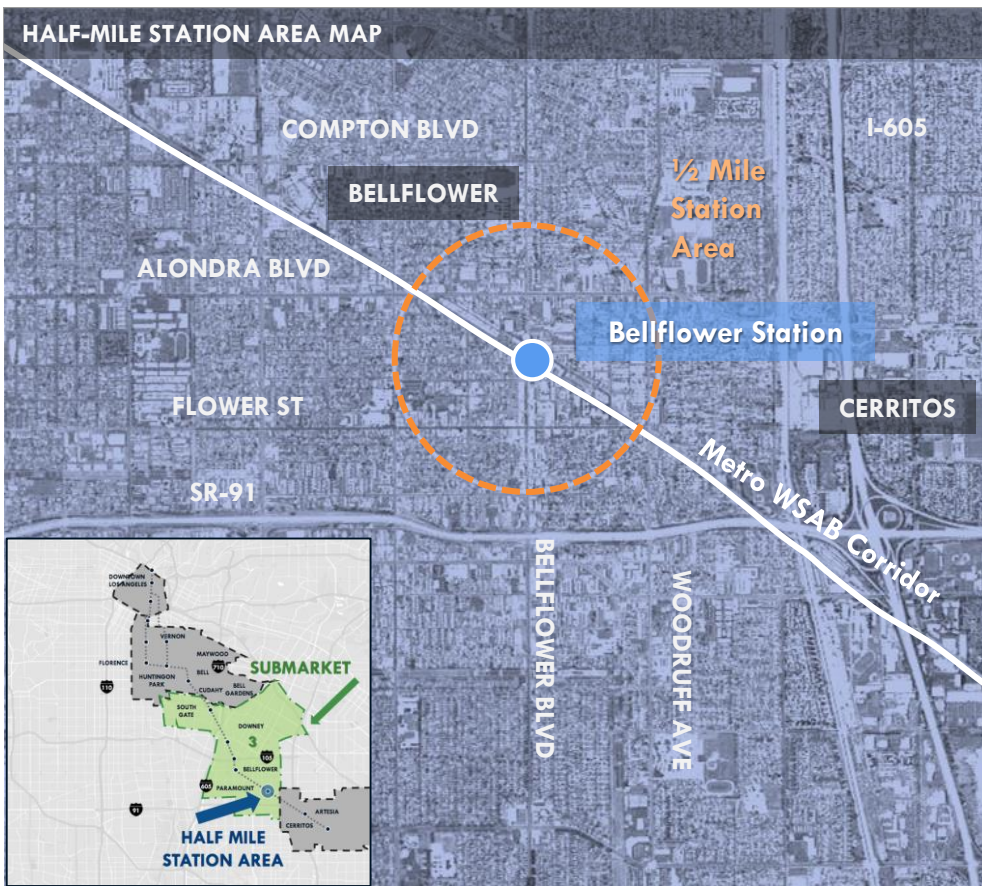 HALF-MILE STATION AREA MAP
COMPTON BLVD
I-605
BELLFLOWER
½ Mile
Station
Area
ALONDRA BLVD
Bellflower Station
FLOWER ST
CERRITOS
SR-91
Metro WSAB Corridor
BELLFLOWER BLVD
WOODRUFF AVE
DOWNTOWN
LOS ANGELES
VERNON
MAYWOOD
FLORENCE
BELL
710
SUBMARKET
HUNTINGON
PARK
110
CUDAHY
BELL
GARDENS
SOUTH
GATE
DOWNEY
3
105
BELLFLOWER
605
PARAMOUNT
91
ARTESIA
CERRITOS
HALF MILE
STATION AREA